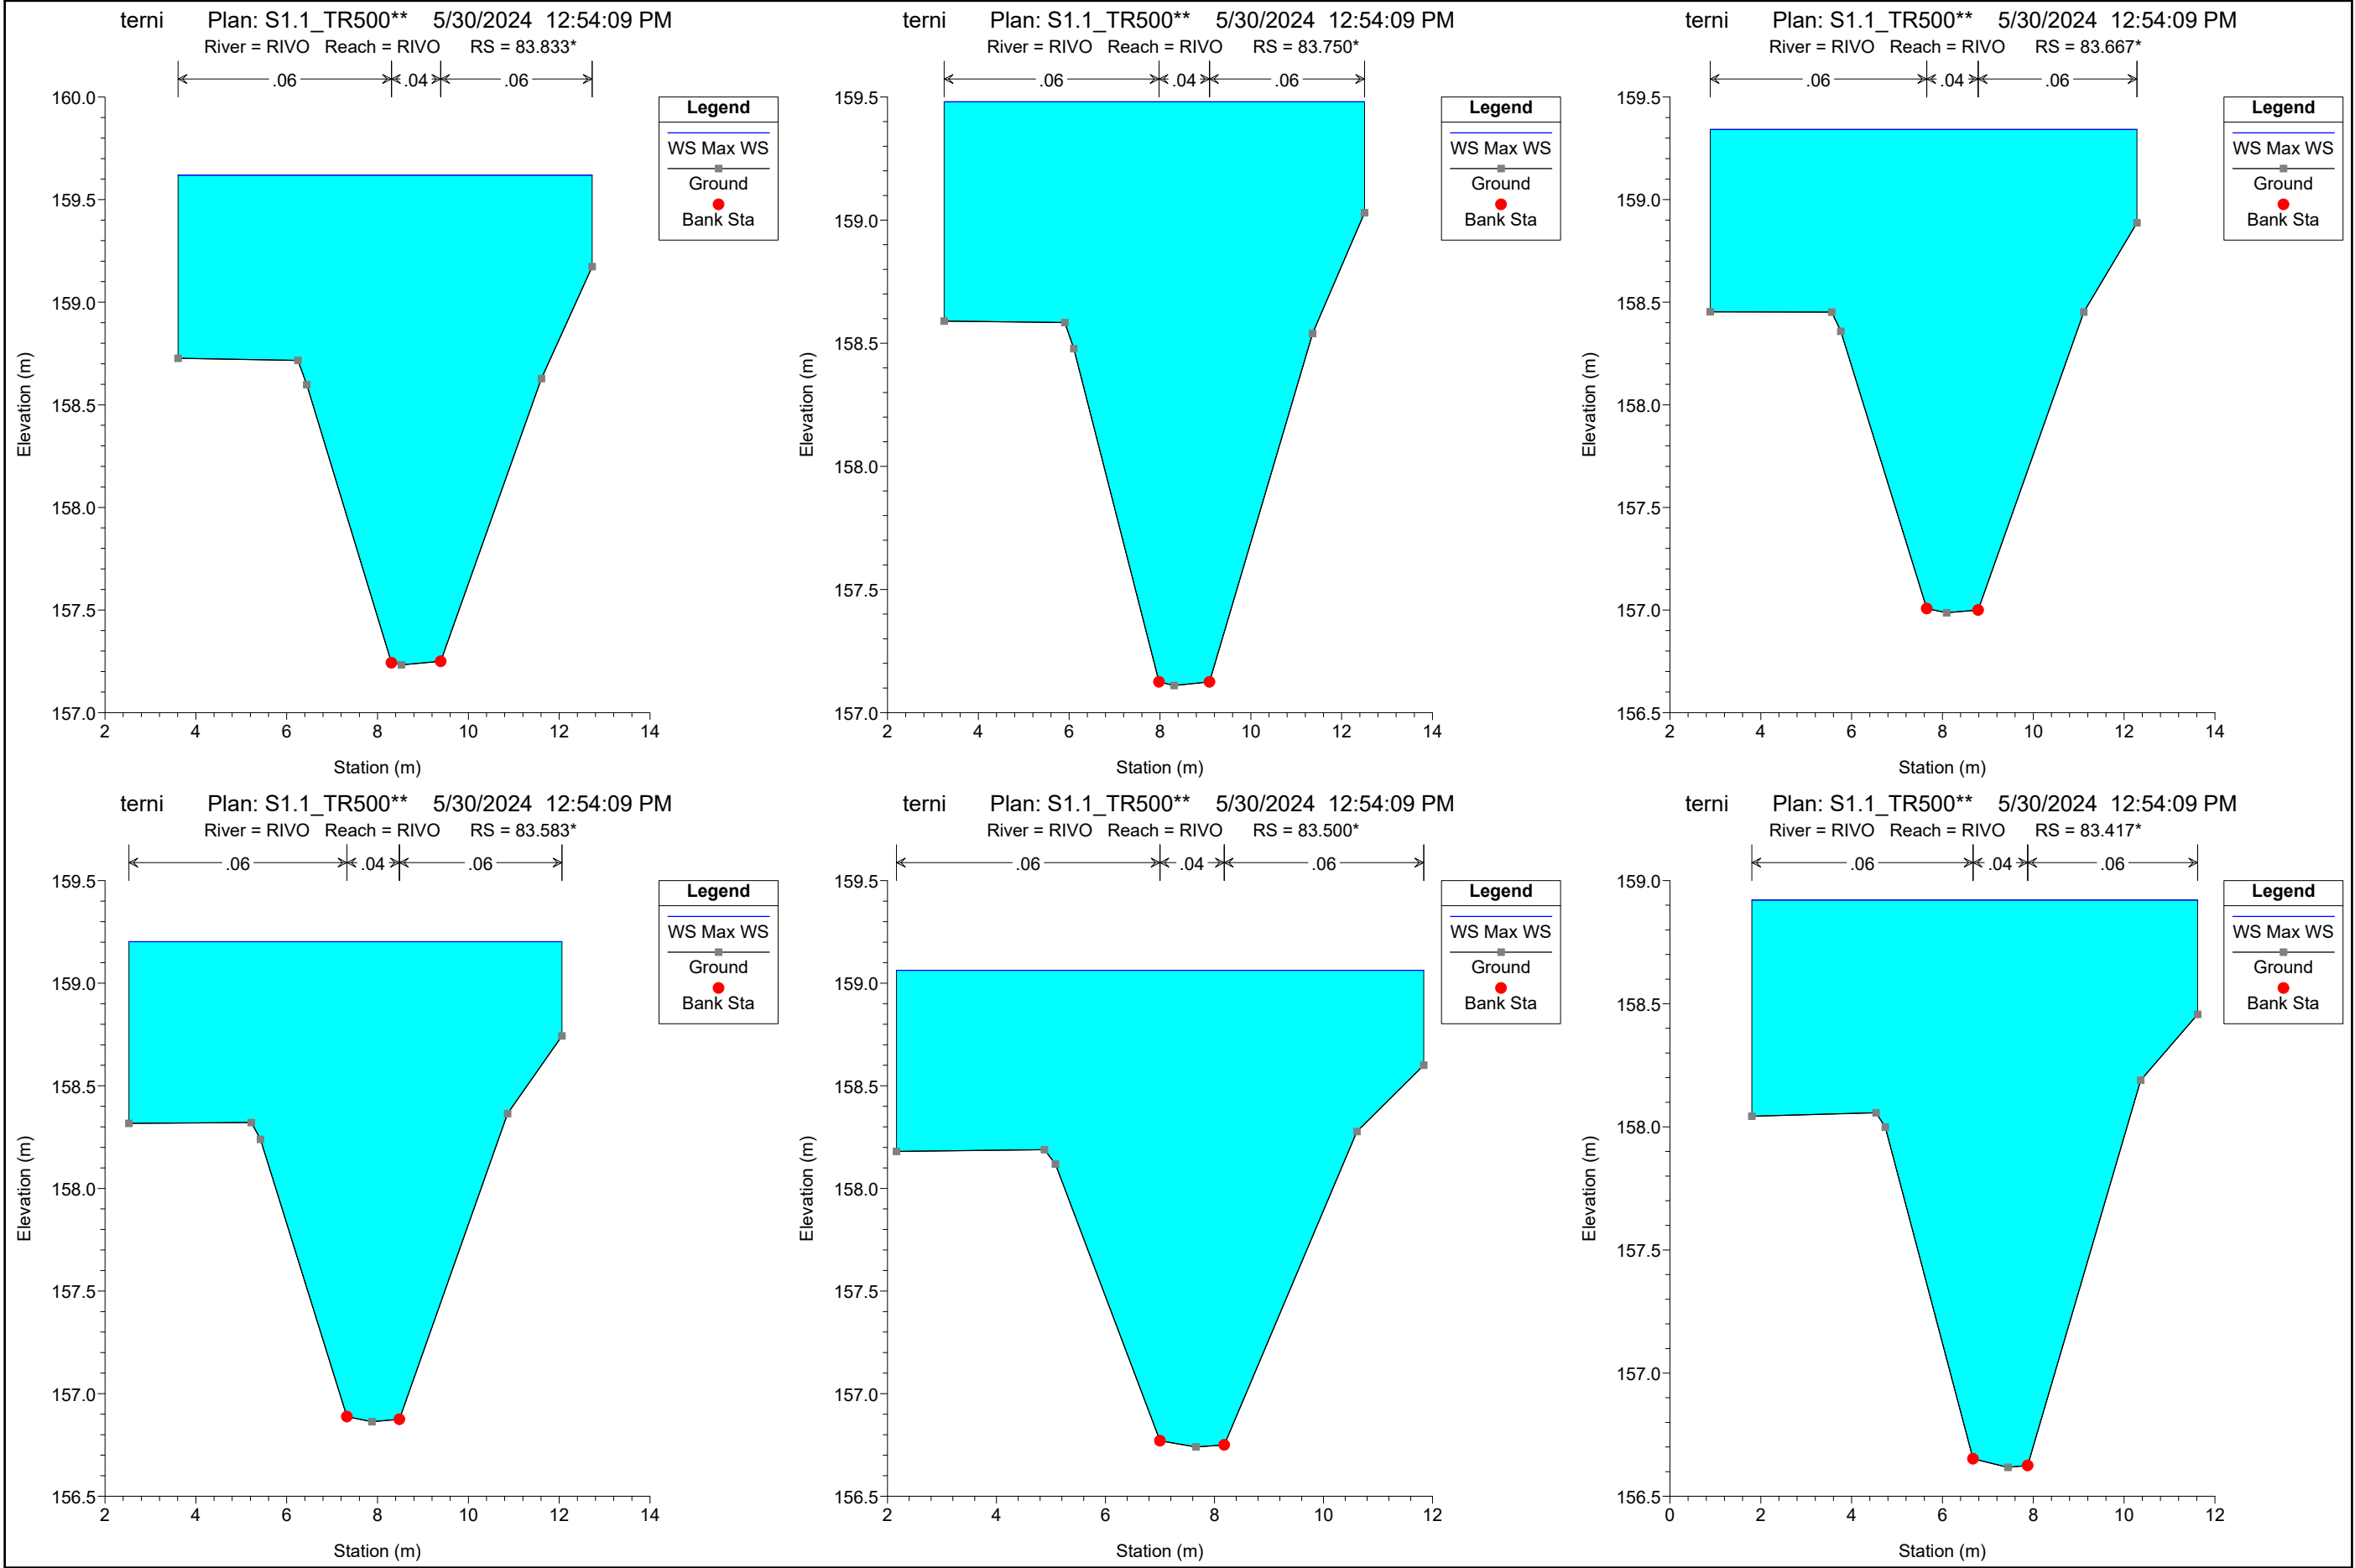 terni Plan: S1.1_TR500** 5/30/2024 12:54:09 PM
River = RIVO Reach = RIVO RS = 83.833*
.06 .04 .06
160.0
159.5
159.0
158.5
158.0
157.5
157.0
2 4 6 8 10 12 14
Station (m)
Elevation (m)
Legend
WS Max WS
Ground
Bank Sta
terni Plan: S1.1_TR500** 5/30/2024 12:54:09 PM
River = RIVO Reach = RIVO RS = 83.750*
.06 .04 .06
159.5
159.0
158.5
158.0
157.5
157.0
2 4 6 8 10 12 14
Station (m)
Elevation (m)
Legend
WS Max WS
Ground
Bank Sta
terni Plan: S1.1_TR500** 5/30/2024 12:54:09 PM
River = RIVO Reach = RIVO RS = 83.667*
.06 .04 .06
159.5
159.0
158.5
158.0
157.5
157.0
156.5
2 4 6 8 10 12 14
Station (m)
Elevation (m)
Legend
WS Max WS
Ground
Bank Sta
terni Plan: S1.1_TR500** 5/30/2024 12:54:09 PM
River = RIVO Reach = RIVO RS = 83.583*
.06 .04 .06
159.5
159.0
158.5
158.0
157.5
157.0
156.5
2 4 6 8 10 12 14
Station (m)
Elevation (m)
Legend
WS Max WS
Ground
Bank Sta
terni Plan: S1.1_TR500** 5/30/2024 12:54:09 PM
River = RIVO Reach = RIVO RS = 83.500*
.06 .04 .06
159.5
159.0
158.5
158.0
157.5
157.0
156.5
2 4 6 8 10 12
Station (m)
Elevation (m)
Legend
WS Max WS
Ground
Bank Sta
terni Plan: S1.1_TR500** 5/30/2024 12:54:09 PM
River = RIVO Reach = RIVO RS = 83.417*
.06 .04 .06
159.0
158.5
158.0
157.5
157.0
156.5
0 2 4 6 8 10 12
Station (m)
Elevation (m)
Legend
WS Max WS
Ground
Bank Sta